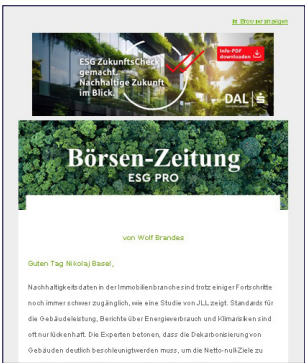 Im Browser anzeigen
ESG ZukunftsCheck
gemacht.
Nachhaltige Zukunft
im Blick.
Info-PDF
downloaden
DAL
Börsen-Zeitung
ESG PRO
von Wolf Brandes
Guten Tag Nikolaj Basel,
Nachhaltigkeitsdaten in der Immobilienbranche sind trotz einiger Fortschritte
noch immer schwer zugänglich, wie eine Studie von JLL zeigt. Standards für
die Gebäudeleistung, Berichte über Energieverbrauch und Klimarisiken sind
oft nur lückenhaft. Die Experten betonen, dass die Dekarbonisierung von
Gebäuden deutlich beschleunigt werden muss, um die Netto-null-Ziele zu